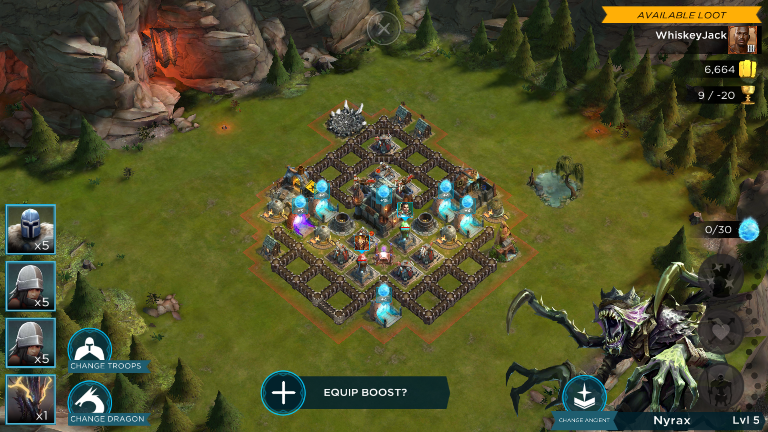 AVAILABLE LOOT
WhiskeyJack
III
6,664
9 / -20
x5
0/30
x5
x5
CHANGE TROOPS
x1
CHANGE DRAGON
EQUIP BOOST?
CHANGE ANCIENT
Nyrax
Lvl 5